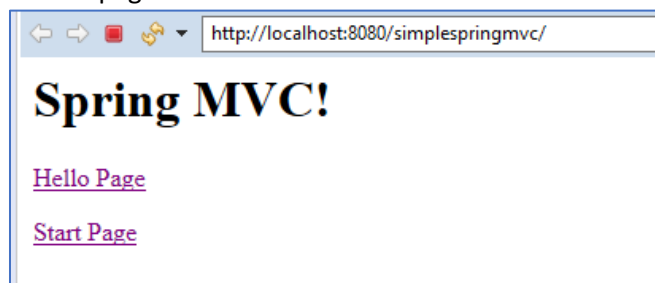 http://localhost:8080/simplespringmvc/
Spring MVC!
Hello Page
Start Page